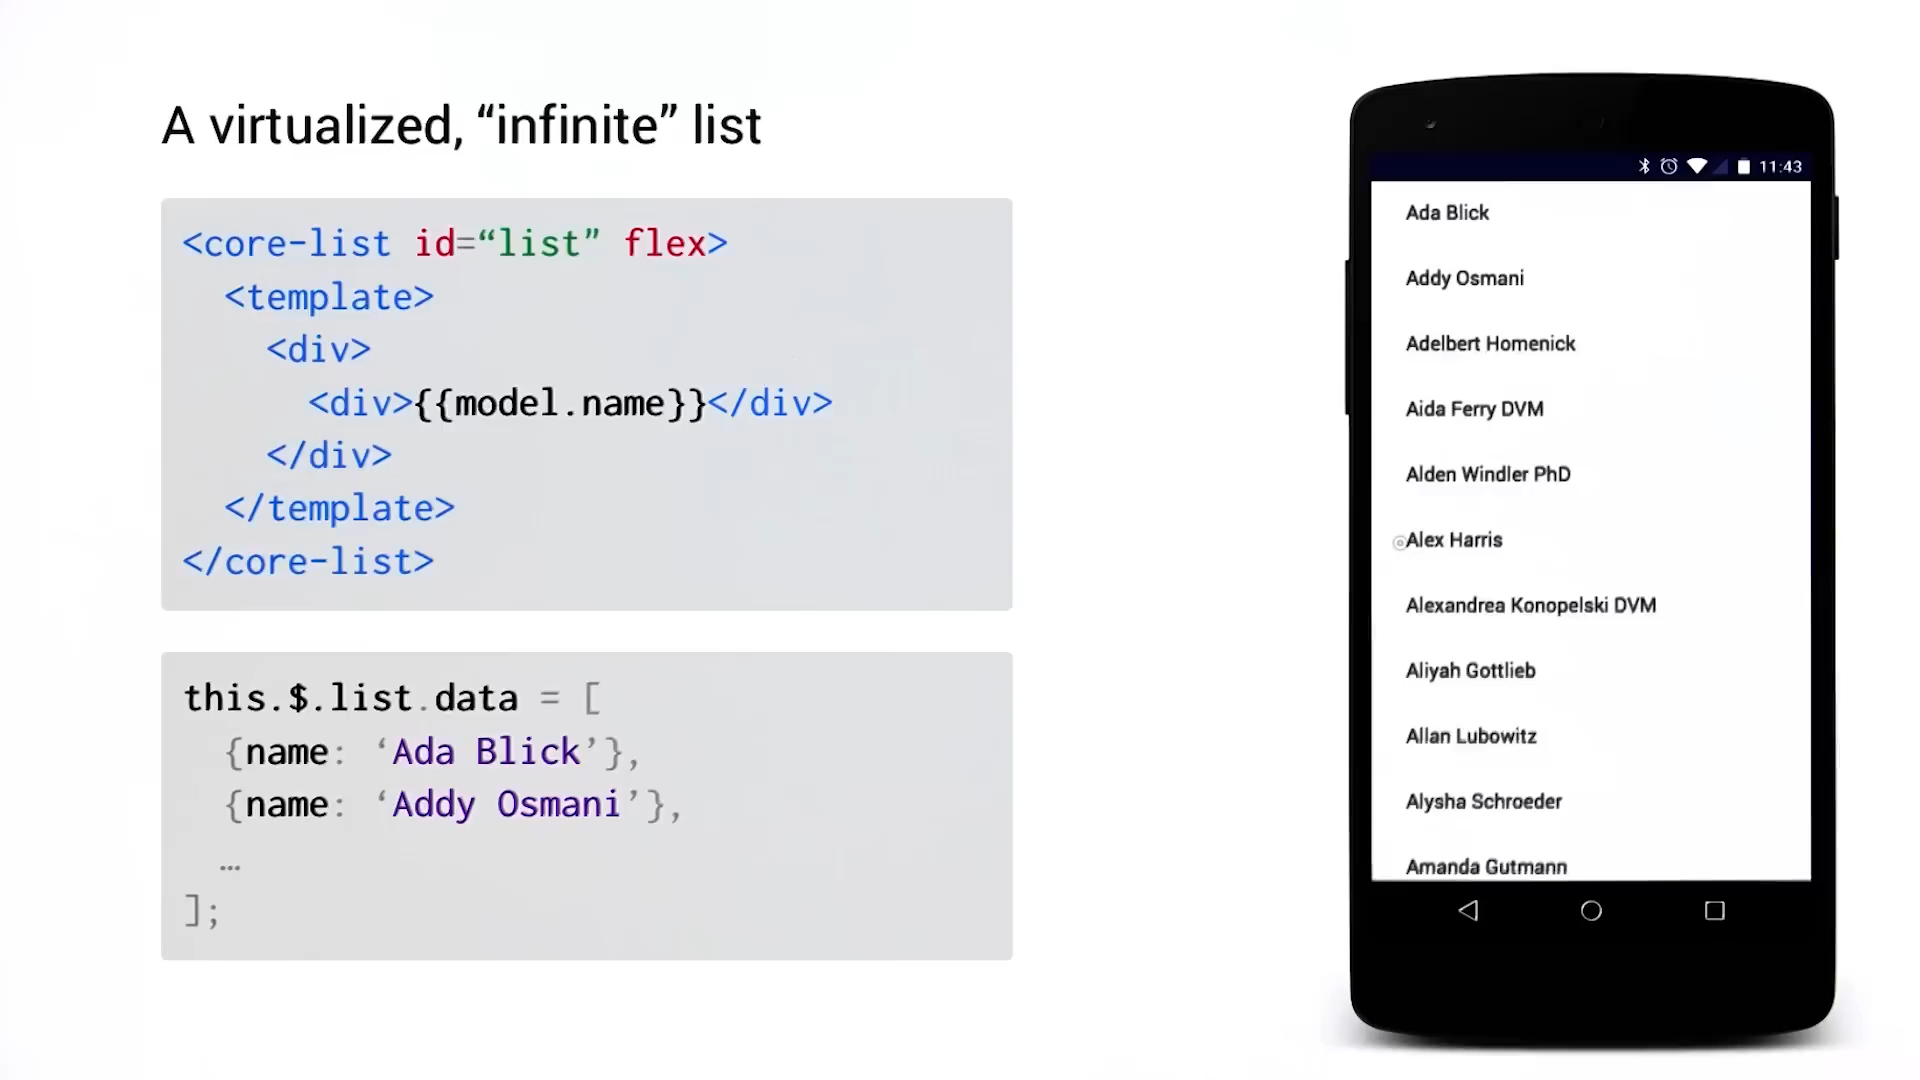 A virtualized, “infinite” list
<core-list id=“list” flex>
<template>
<div>
<div>{{model.name}}</div>
</div>
</template>
</core-list>
this.$.list.data = [
{name: ‘Ada Blick’},
{name: ‘Addy Osmani’},
…
];
11:43
Ada Blick
Addy Osmani
Adelbert Homenick
Aida Ferry DVM
Alden Windler PhD
Alex Harris
Alexandrea Konopelski DVM
Aliyah Gottlieb
Allan Lubowitz
Alysha Schroeder
Amanda Gutmann